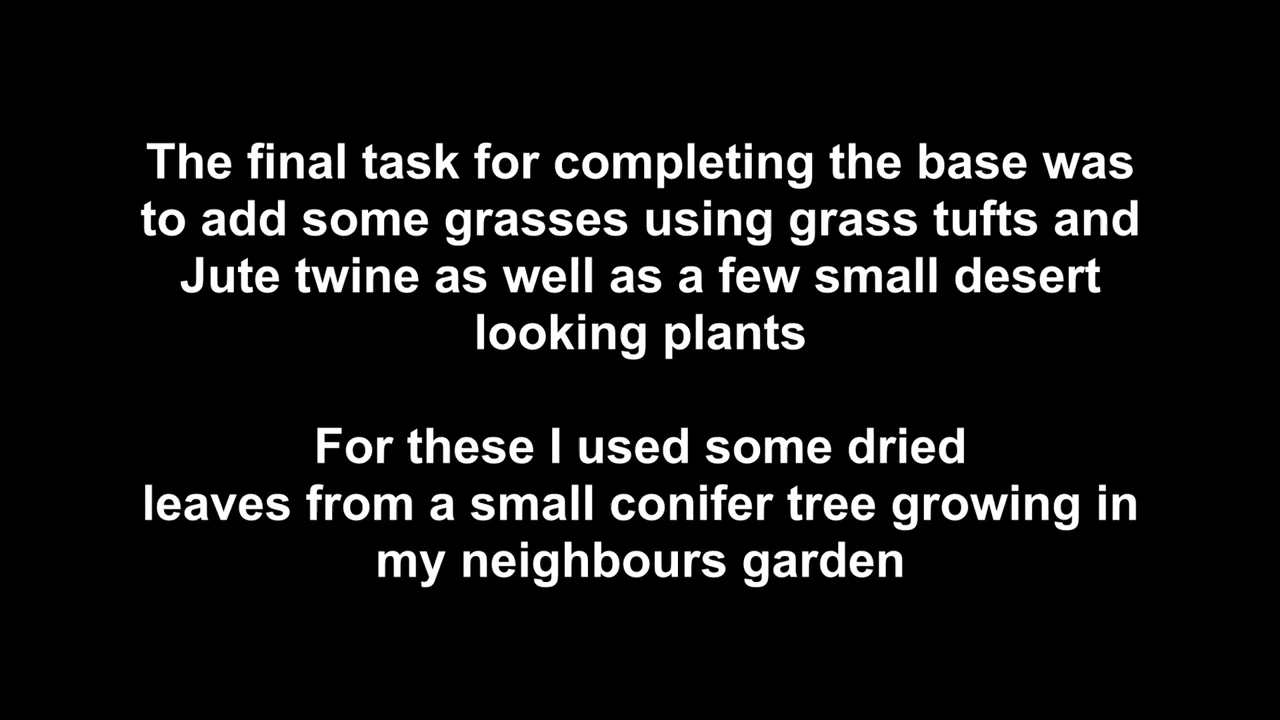 The final task for completing the base was
to add some grasses using grass tufts and
Jute twine as well as a few small desert
looking plants
For these I used some dried
leaves from a small conifer tree growing in
my neighbours garden